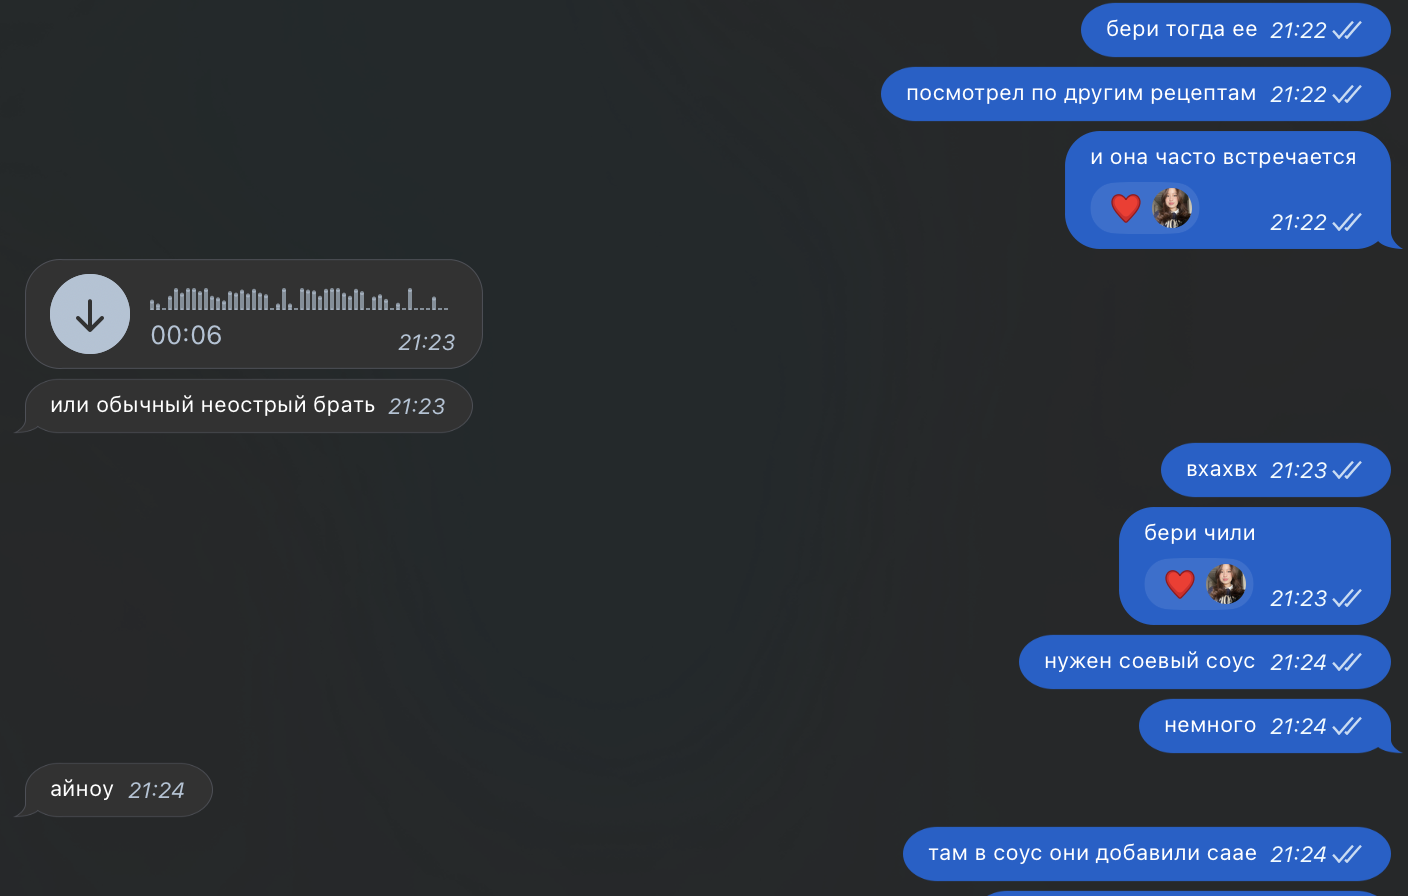 бери тогда ее 21:22
посмотрел по другим рецептам 21:22
и она часто встречается
21:22
00:06
21:23
или обычный неострый брать 21:23
вхахвх 21:23
бери чили
21:23
нужен соевый соус 21:24
немного 21:24
айноу 21:24
там в соус они добавили саае 21:24